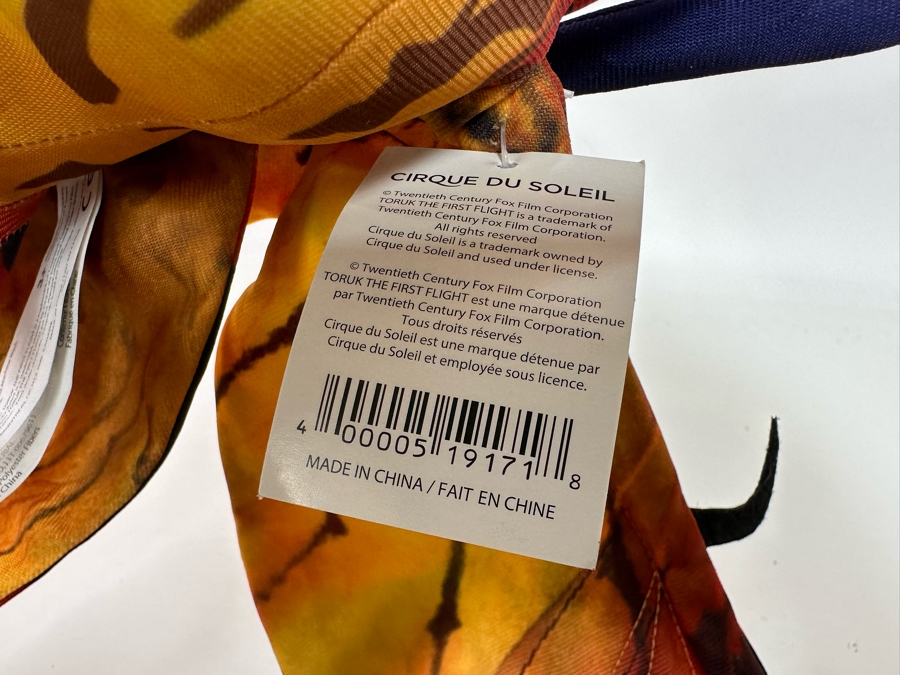 CIRQUE DU SOLEIL
© Twentieth Century Fox Film Corporation
TORUK THE FIRST FLIGHT is a trademark of
Twentieth Century Fox Film Corporation.
All rights reserved
Cirque du Soleil is a trademark owned by
Cirque du Soleil and used under license.
© Twentieth Century Fox Film Corporation
TORUK THE FIRST FLIGHT est une marque détenue
par Twentieth Century Fox Film Corporation.
Tous droits réservés
Cirque du Soleil est une marque détenue par
Cirque du Soleil et employée sous licence.
4 00005 19171 8
MADE IN CHINA / FAIT EN CHINE
Polyester Fibers
China